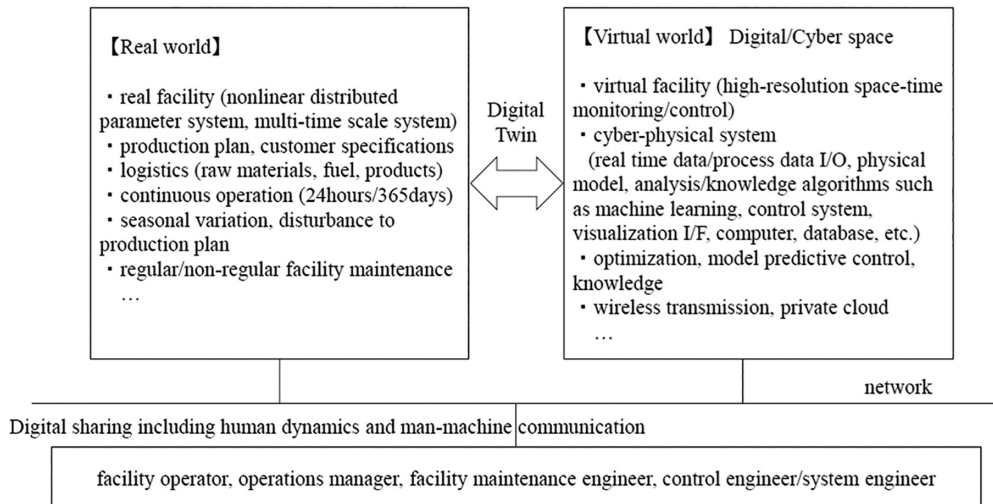 【Real world】
・real facility (nonlinear distributed
parameter system, multi-time scale system)
・production plan, customer specifications
・logistics (raw materials, fuel, products)
・continuous operation (24hours/365days)
・seasonal variation, disturbance to
production plan
・regular/non-regular facility maintenance
…
Digital
Twin
【Virtual world】 Digital/Cyber space
・virtual facility (high-resolution space-time
monitoring/control)
・cyber-physical system
(real time data/process data I/O, physical
model, analysis/knowledge algorithms such
as machine learning, control system,
visualization I/F, computer, database, etc.)
・optimization, model predictive control,
knowledge
・wireless transmission, private cloud
…
network
Digital sharing including human dynamics and man-machine communication
facility operator, operations manager, facility maintenance engineer, control engineer/system engineer